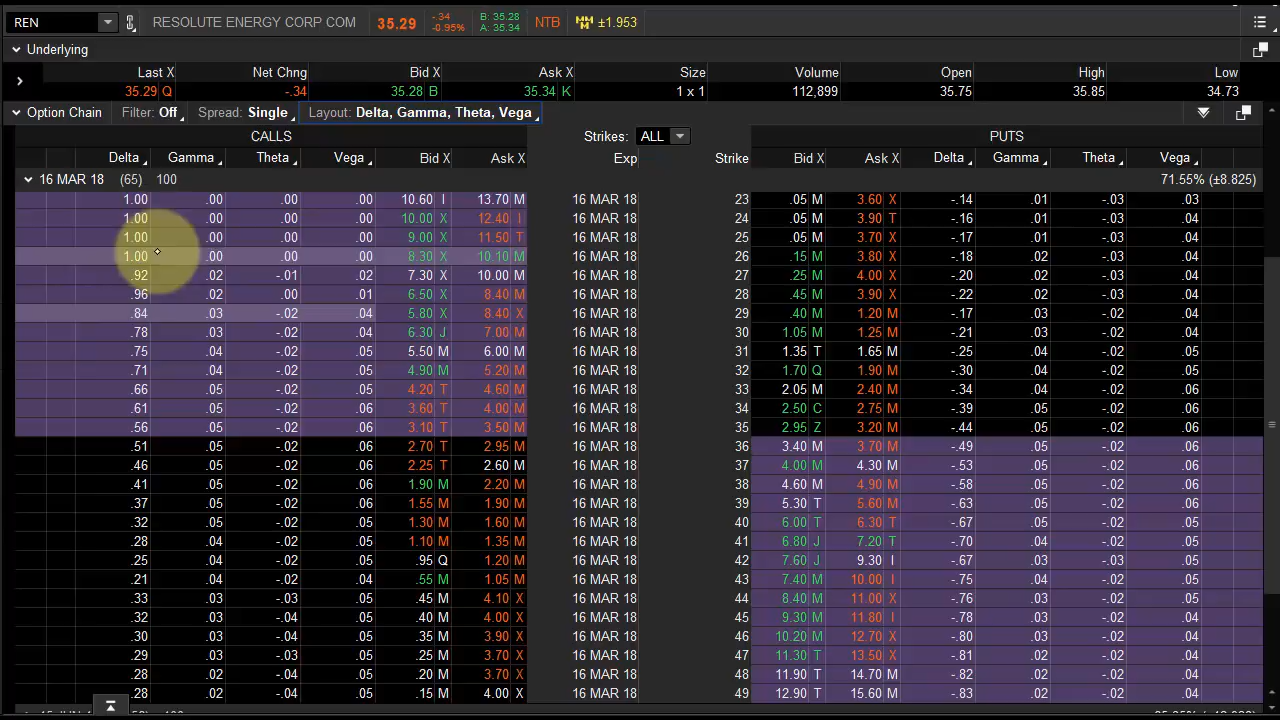 REN RESOLUTE ENERGY CORP COM 35.29 -.34 -0.95% B: 35.28 A: 35.34 NTB ±1.953
Underlying
Last X Net Chng Bid X Ask X Size Volume Open High Low
35.29 Q -.34 35.28 B 35.34 K 1 x 1 112,899 35.75 35.85 34.73
Option Chain Filter: Off Spread: Single Layout: Delta, Gamma, Theta, Vega
CALLS Strikes: ALL PUTS
Delta Gamma Theta Vega Bid X Ask X Exp Strike Bid X Ask X Delta Gamma Theta Vega
16 MAR 18 (65) 100 71.55% (±8.825)
1.00 .00 .00 .00 10.60 I 13.70 M 16 MAR 18 23 .05 M 3.60 X -.14 .01 -.03 .03
1.00 .00 .00 .00 10.00 X 12.40 I 16 MAR 18 24 .05 M 3.90 X -.16 .01 -.03 .04
1.00 .00 .00 .00 9.00 X 11.50 T 16 MAR 18 25 .05 M 3.70 X -.17 .01 -.03 .04
1.00 .00 .00 .00 8.30 X 10.10 M 16 MAR 18 26 .15 M 3.80 X -.18 .02 -.03 .04
.92 .02 -.01 .02 7.30 X 10.00 M 16 MAR 18 27 .25 M 4.00 X -.20 .02 -.03 .04
.96 .02 .00 .01 6.50 X 8.40 M 16 MAR 18 28 .45 M 3.90 X -.22 .02 -.03 .04
.84 .03 -.02 .04 5.80 X 8.40 X 16 MAR 18 29 .40 M 1.20 M -.17 .03 -.02 .04
.78 .03 -.02 .04 6.30 J 7.00 M 16 MAR 18 30 1.05 M 1.25 M -.21 .03 -.02 .04
.75 .04 -.02 .05 5.50 M 6.00 M 16 MAR 18 31 1.35 T 1.65 M -.25 .04 -.02 .05
.71 .04 -.02 .05 4.90 M 5.20 M 16 MAR 18 32 1.70 Q 1.90 M -.30 .04 -.02 .05
.66 .05 -.02 .06 4.20 T 4.60 M 16 MAR 18 33 2.05 M 2.40 M -.34 .04 -.02 .06
.61 .05 -.02 .06 3.60 T 4.00 M 16 MAR 18 34 2.50 C 2.75 M -.39 .05 -.02 .06
.56 .05 -.02 .06 3.10 T 3.50 M 16 MAR 18 35 2.95 Z 3.20 M -.44 .05 -.02 .06
.51 .05 -.02 .06 2.70 T 2.95 M 16 MAR 18 36 3.40 M 3.70 M -.49 .05 -.02 .06
.46 .05 -.02 .06 2.25 T 2.60 M 16 MAR 18 37 4.00 M 4.30 M -.53 .05 -.02 .06
.41 .05 -.02 .06 1.90 M 2.20 M 16 MAR 18 38 4.60 M 4.90 M -.58 .05 -.02 .06
.37 .05 -.02 .06 1.55 M 1.90 M 16 MAR 18 39 5.30 T 5.60 M -.63 .05 -.02 .06
.32 .05 -.02 .06 1.30 M 1.60 M 16 MAR 18 40 6.00 T 6.30 T -.67 .05 -.02 .06
.28 .05 -.02 .05 1.10 M 1.35 M 16 MAR 18 41 6.80 J 7.20 T -.70 .04 -.02 .05
.25 .04 -.02 .05 .95 Q 1.20 M 16 MAR 18 42 7.60 J 9.30 I .03 -.03 .05
.21 .04 -.02 .04 .55 M 1.05 M 16 MAR 18 43 7.40 M 10.00 I -.75 .04 -.02 .05
.33 .03 -.03 .05 .45 M 4.10 X 16 MAR 18 44 8.40 M 11.00 X -.76 .03 -.02 .05
.32 .03 -.04 .05 .40 M 4.00 X 16 MAR 18 45 9.30 M 11.80 I -.78 .03 -.02 .05
.30 .03 -.04 .05 .35 M 3.90 X 16 MAR 18 46 10.20 M 12.70 X -.80 .03 -.02 .04
.29 .03 -.03 .05 .25 M 3.70 X 16 MAR 18 47 11.30 T 13.50 X -.81 .02 -.02 .04
.28 .02 -.04 .05 .20 M 3.70 X 16 MAR 18 48 11.90 T 14.70 M -.82 .02 -.02 .04
.28 .02 -.04 .05 .15 M 4.00 X 16 MAR 18 49 12.90 T 15.60 M -.83 .02 -.02 .04